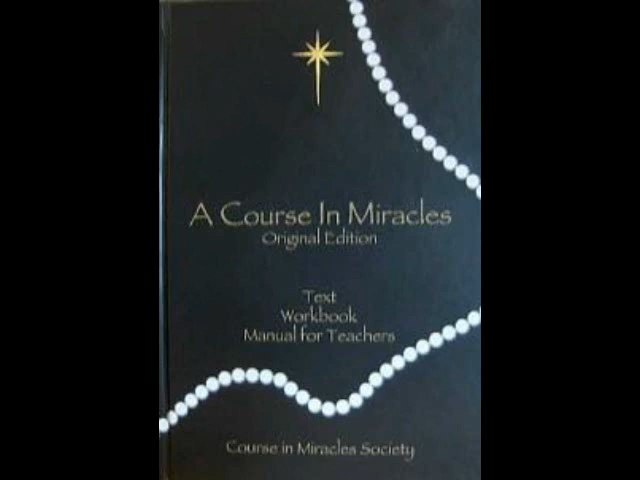 A Course In Miracles
Original Edition
Text
Workbook
Manual for Teachers
Course in Miracles Society